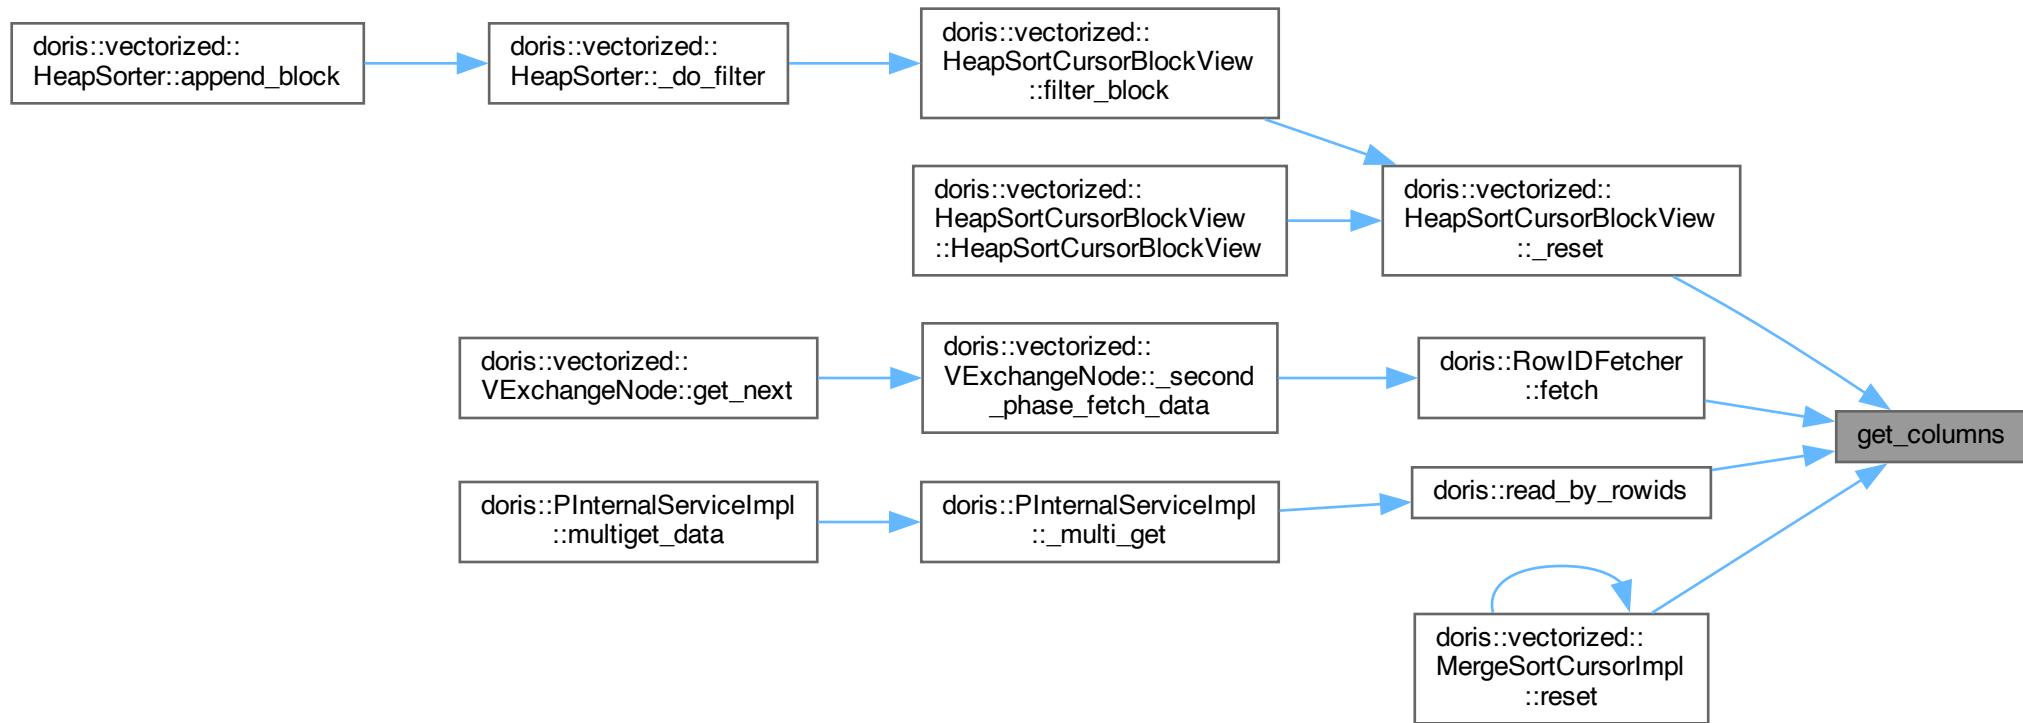 doris::vectorized::
HeapSorter::append_block
doris::vectorized::
HeapSorter::_do_filter
doris::vectorized::
HeapSortCursorBlockView
::filter_block
doris::vectorized::
HeapSortCursorBlockView
::HeapSortCursorBlockView
doris::vectorized::
HeapSortCursorBlockView
::_reset
doris::vectorized::
VExchangeNode::get_next
doris::vectorized::
VExchangeNode::_second
_phase_fetch_data
doris::RowIDFetcher
::fetch
get_columns
doris::PInternalServiceImpl
::multiget_data
doris::PInternalServiceImpl
::_multi_get
doris::read_by_rowids
doris::vectorized::
MergeSortCursorImpl
::reset